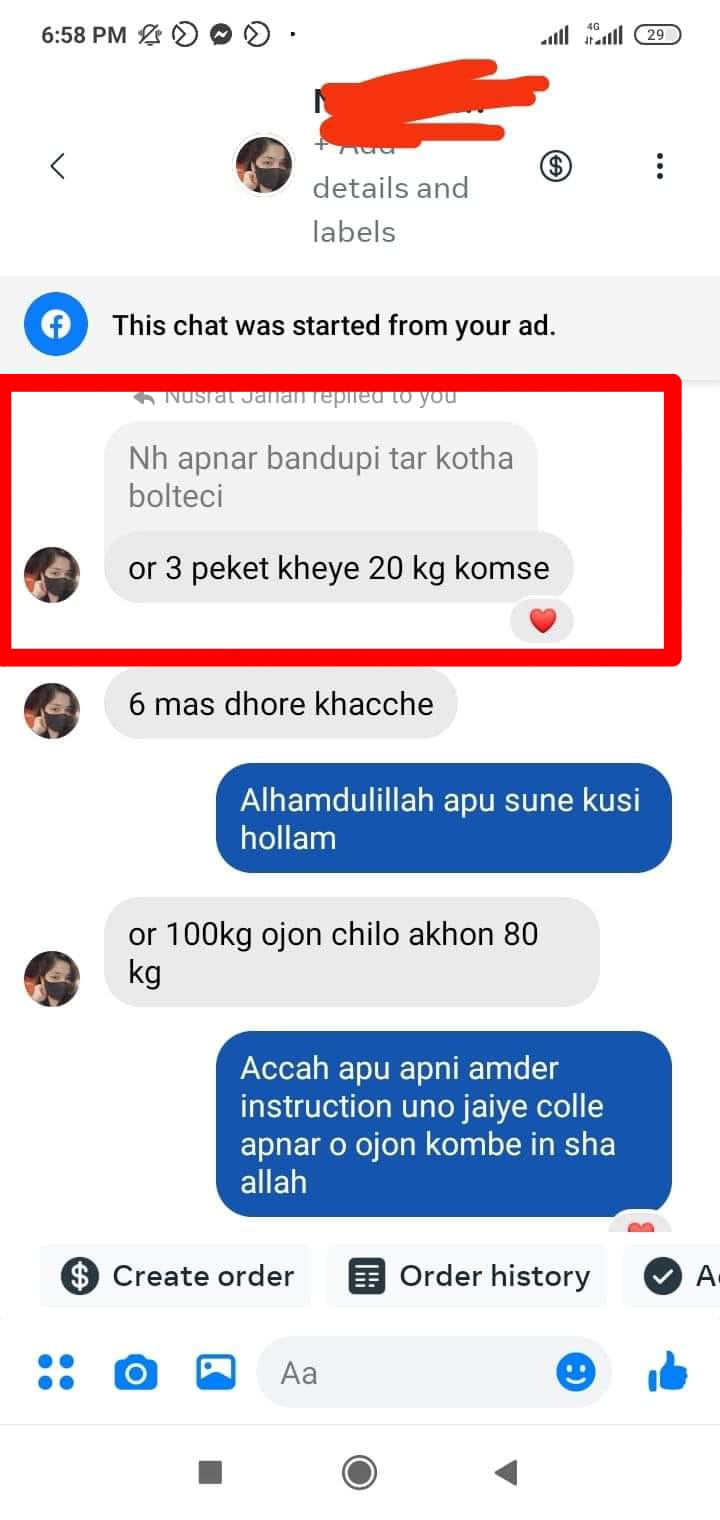 6:58 PM
4G
29
details and
labels
This chat was started from your ad.
Nusrat Jahan replied to you
Nh apnar bandupi tar kotha
bolteci
or 3 peket kheye 20 kg komse
6 mas dhore khacche
Alhamdulillah apu sune kusi
hollam
or 100kg ojon chilo akhon 80
kg
Accah apu apni amder
instruction uno jaiye colle
apnar o ojon kombe in sha
allah
Create order
Order history
Aa